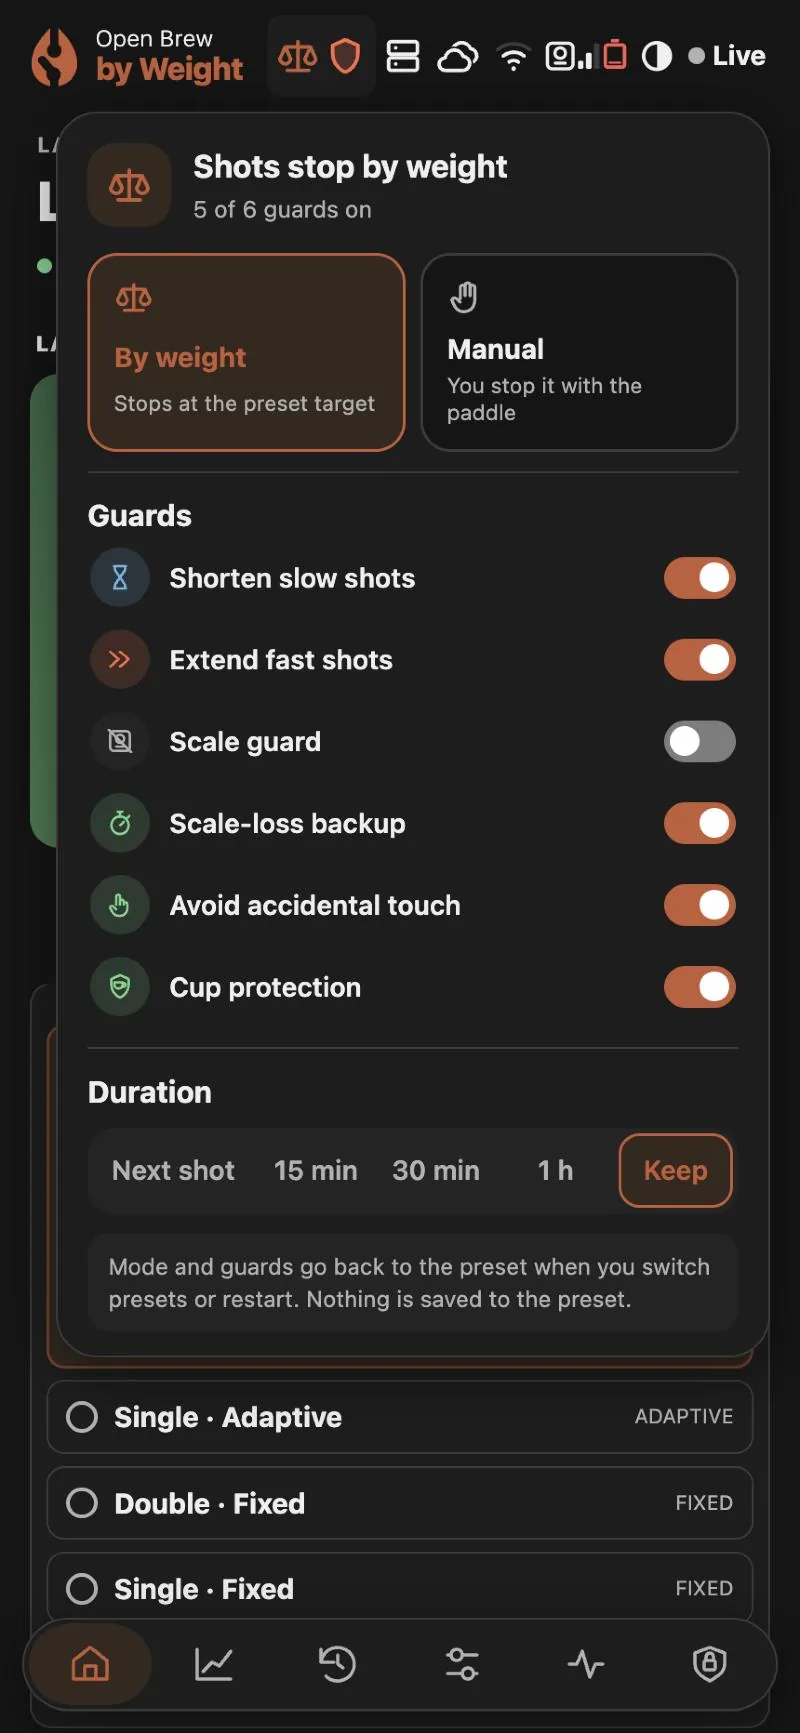 Open Brew
by Weight
Live
LA
L
Shots stop by weight
5 of 6 guards on
By weight
Stops at the preset target
Manual
You stop it with the
paddle
LA
Guards
Shorten slow shots
Extend fast shots
Scale guard
Scale-loss backup
Avoid accidental touch
Cup protection
Duration
Next shot 15 min 30 min 1 h Keep
Mode and guards go back to the preset when you switch
presets or restart. Nothing is saved to the preset.
Single · Adaptive ADAPTIVE
Double · Fixed FIXED
Single · Fixed FIXED